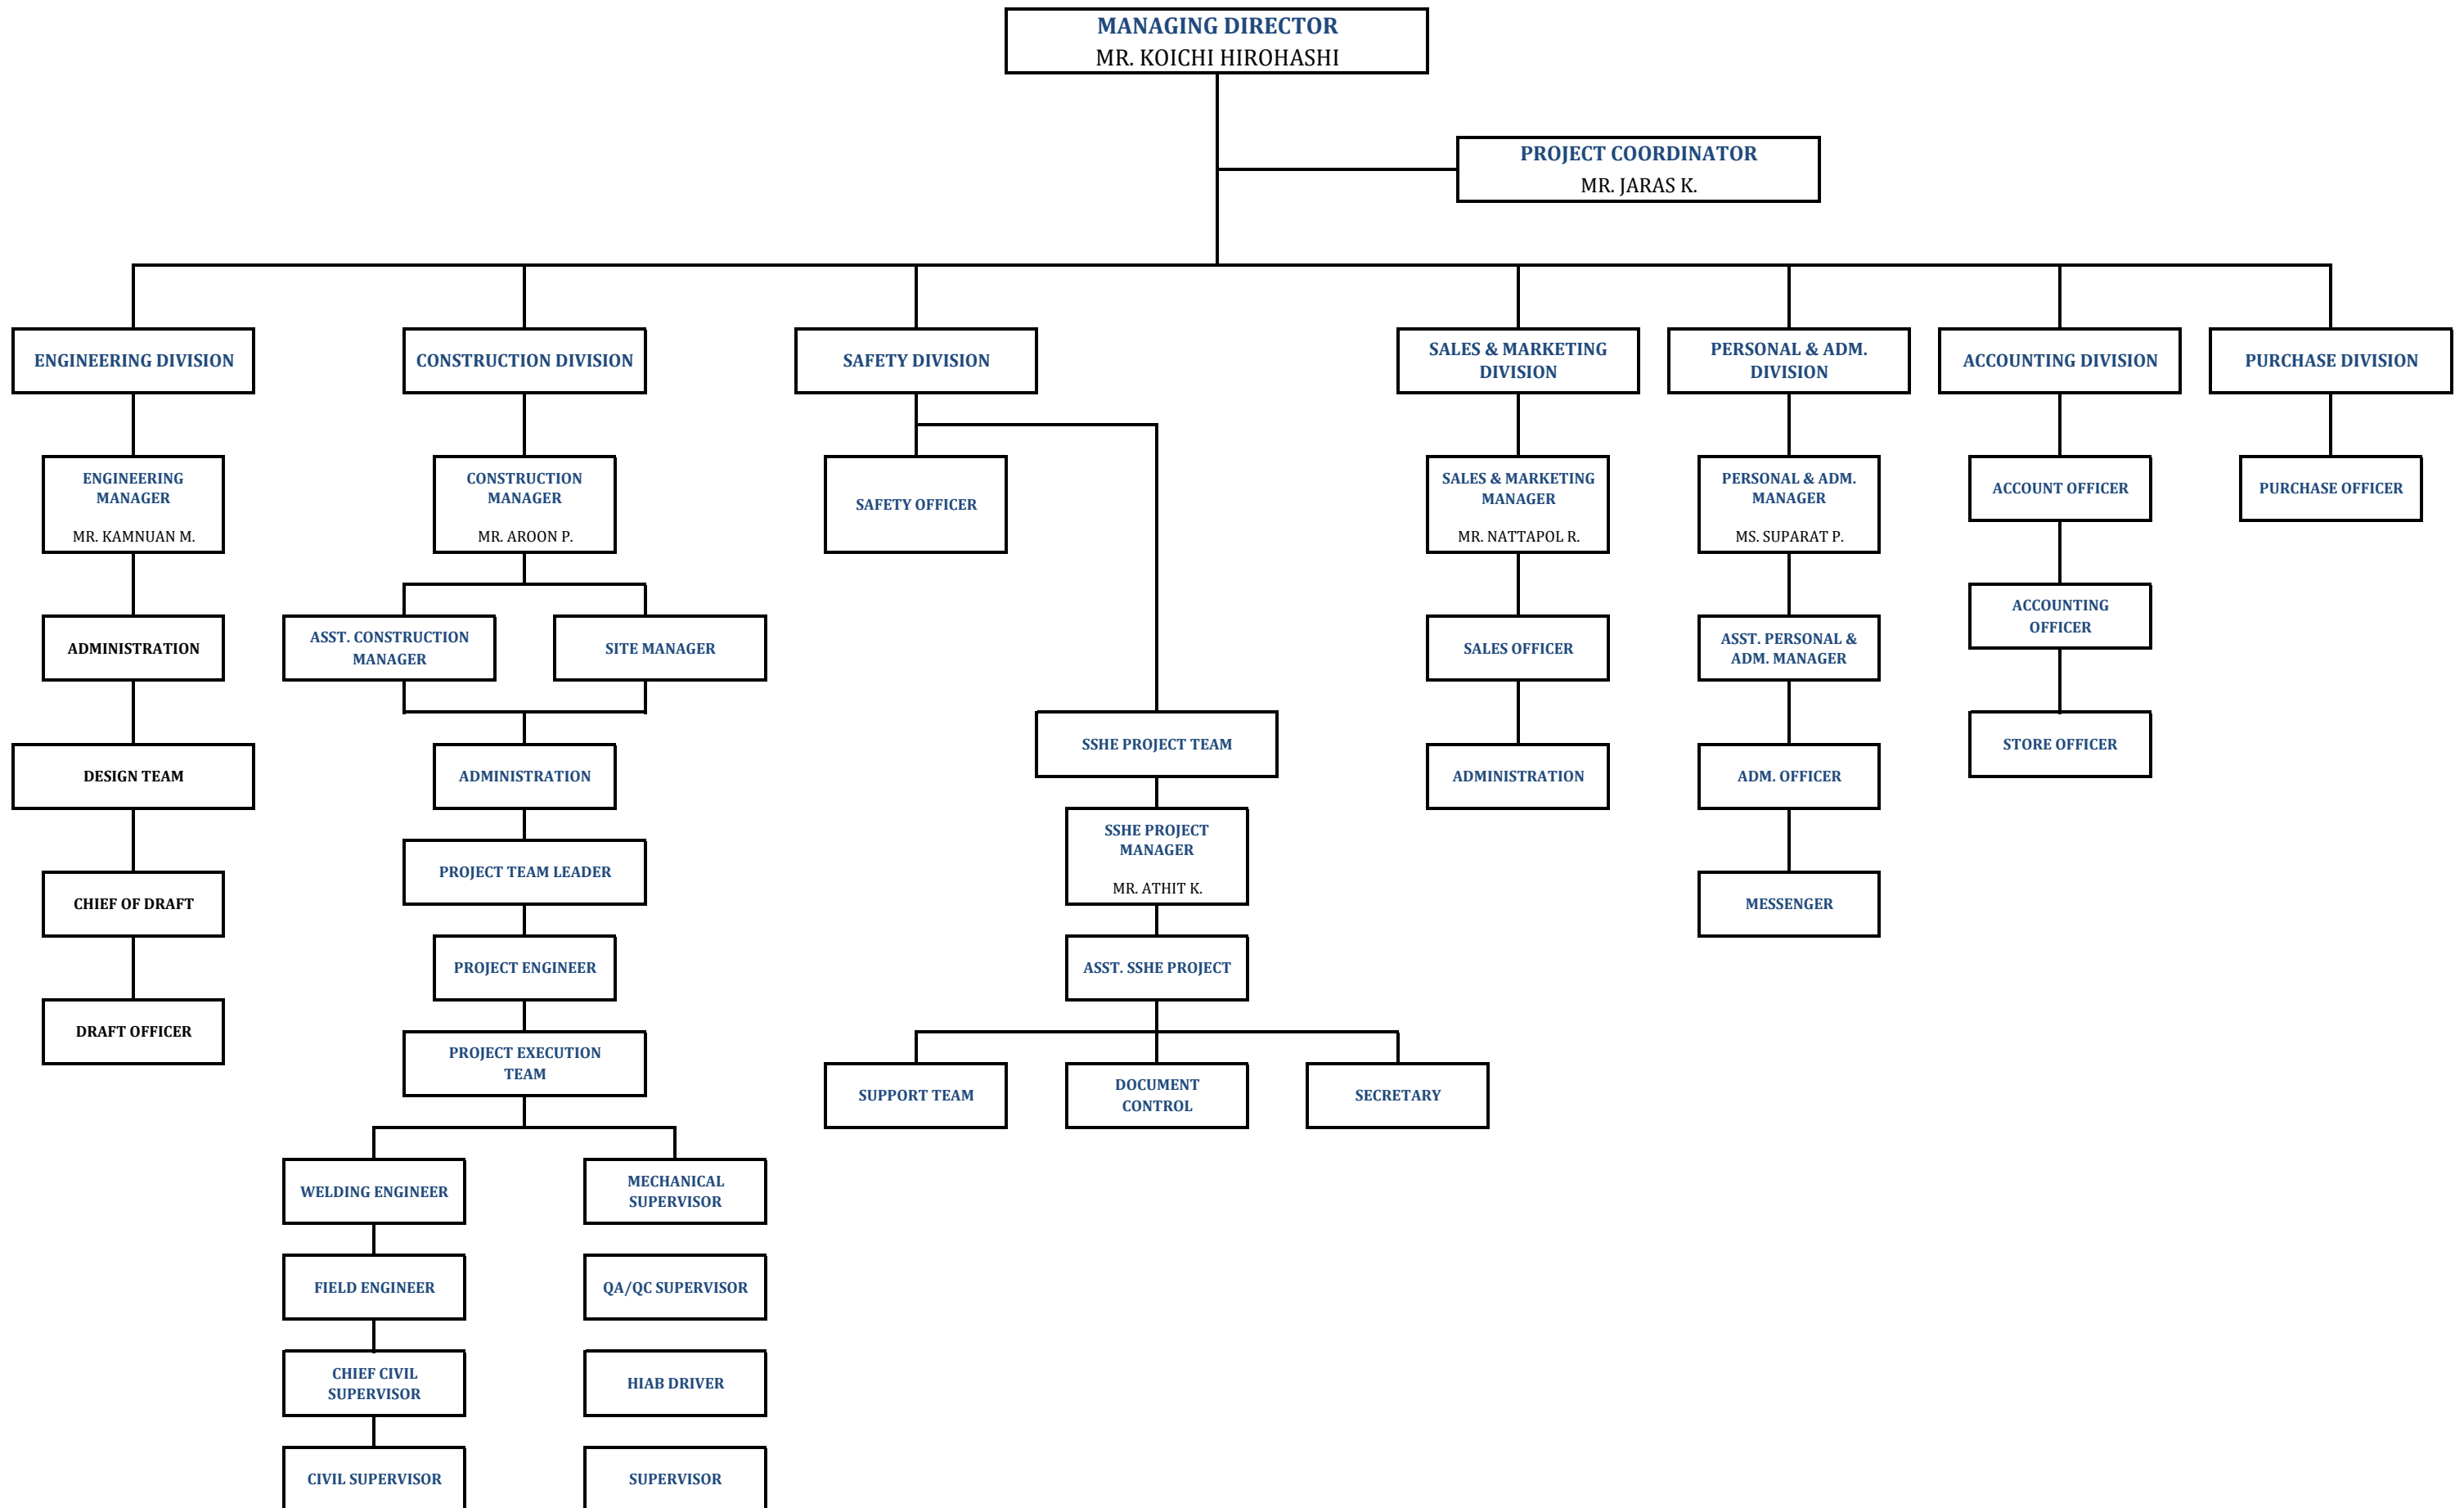 MANAGING DIRECTOR
MR. KOICHI HIROHASHI
PROJECT COORDINATOR
MR. JARAS K.
ENGINEERING DIVISION
CONSTRUCTION DIVISION
SAFETY DIVISION
SALES & MARKETING
DIVISION
PERSONAL & ADM.
DIVISION
ACCOUNTING DIVISION
PURCHASE DIVISION
ENGINEERING
MANAGER
MR. KAMNUAN M.
CONSTRUCTION
MANAGER
MR. AROON P.
SAFETY OFFICER
SALES & MARKETING
MANAGER
MR. NATTAPOL R.
PERSONAL & ADM.
MANAGER
MS. SUPARAT P.
ACCOUNT OFFICER
PURCHASE OFFICER
ADMINISTRATION
ASST. CONSTRUCTION
MANAGER
SITE MANAGER
SALES OFFICER
ASST. PERSONAL &
ADM. MANAGER
ACCOUNTING
OFFICER
DESIGN TEAM
ADMINISTRATION
SSHE PROJECT TEAM
ADMINISTRATION
ADM. OFFICER
STORE OFFICER
CHIEF OF DRAFT
PROJECT TEAM LEADER
SSHE PROJECT
MANAGER
MR. ATHIT K.
MESSENGER
PROJECT ENGINEER
ASST. SSHE PROJECT
DRAFT OFFICER
PROJECT EXECUTION
TEAM
SUPPORT TEAM
DOCUMENT
CONTROL
SECRETARY
WELDING ENGINEER
MECHANICAL
SUPERVISOR
FIELD ENGINEER
QA/QC SUPERVISOR
CHIEF CIVIL
SUPERVISOR
HIAB DRIVER
CIVIL SUPERVISOR
SUPERVISOR